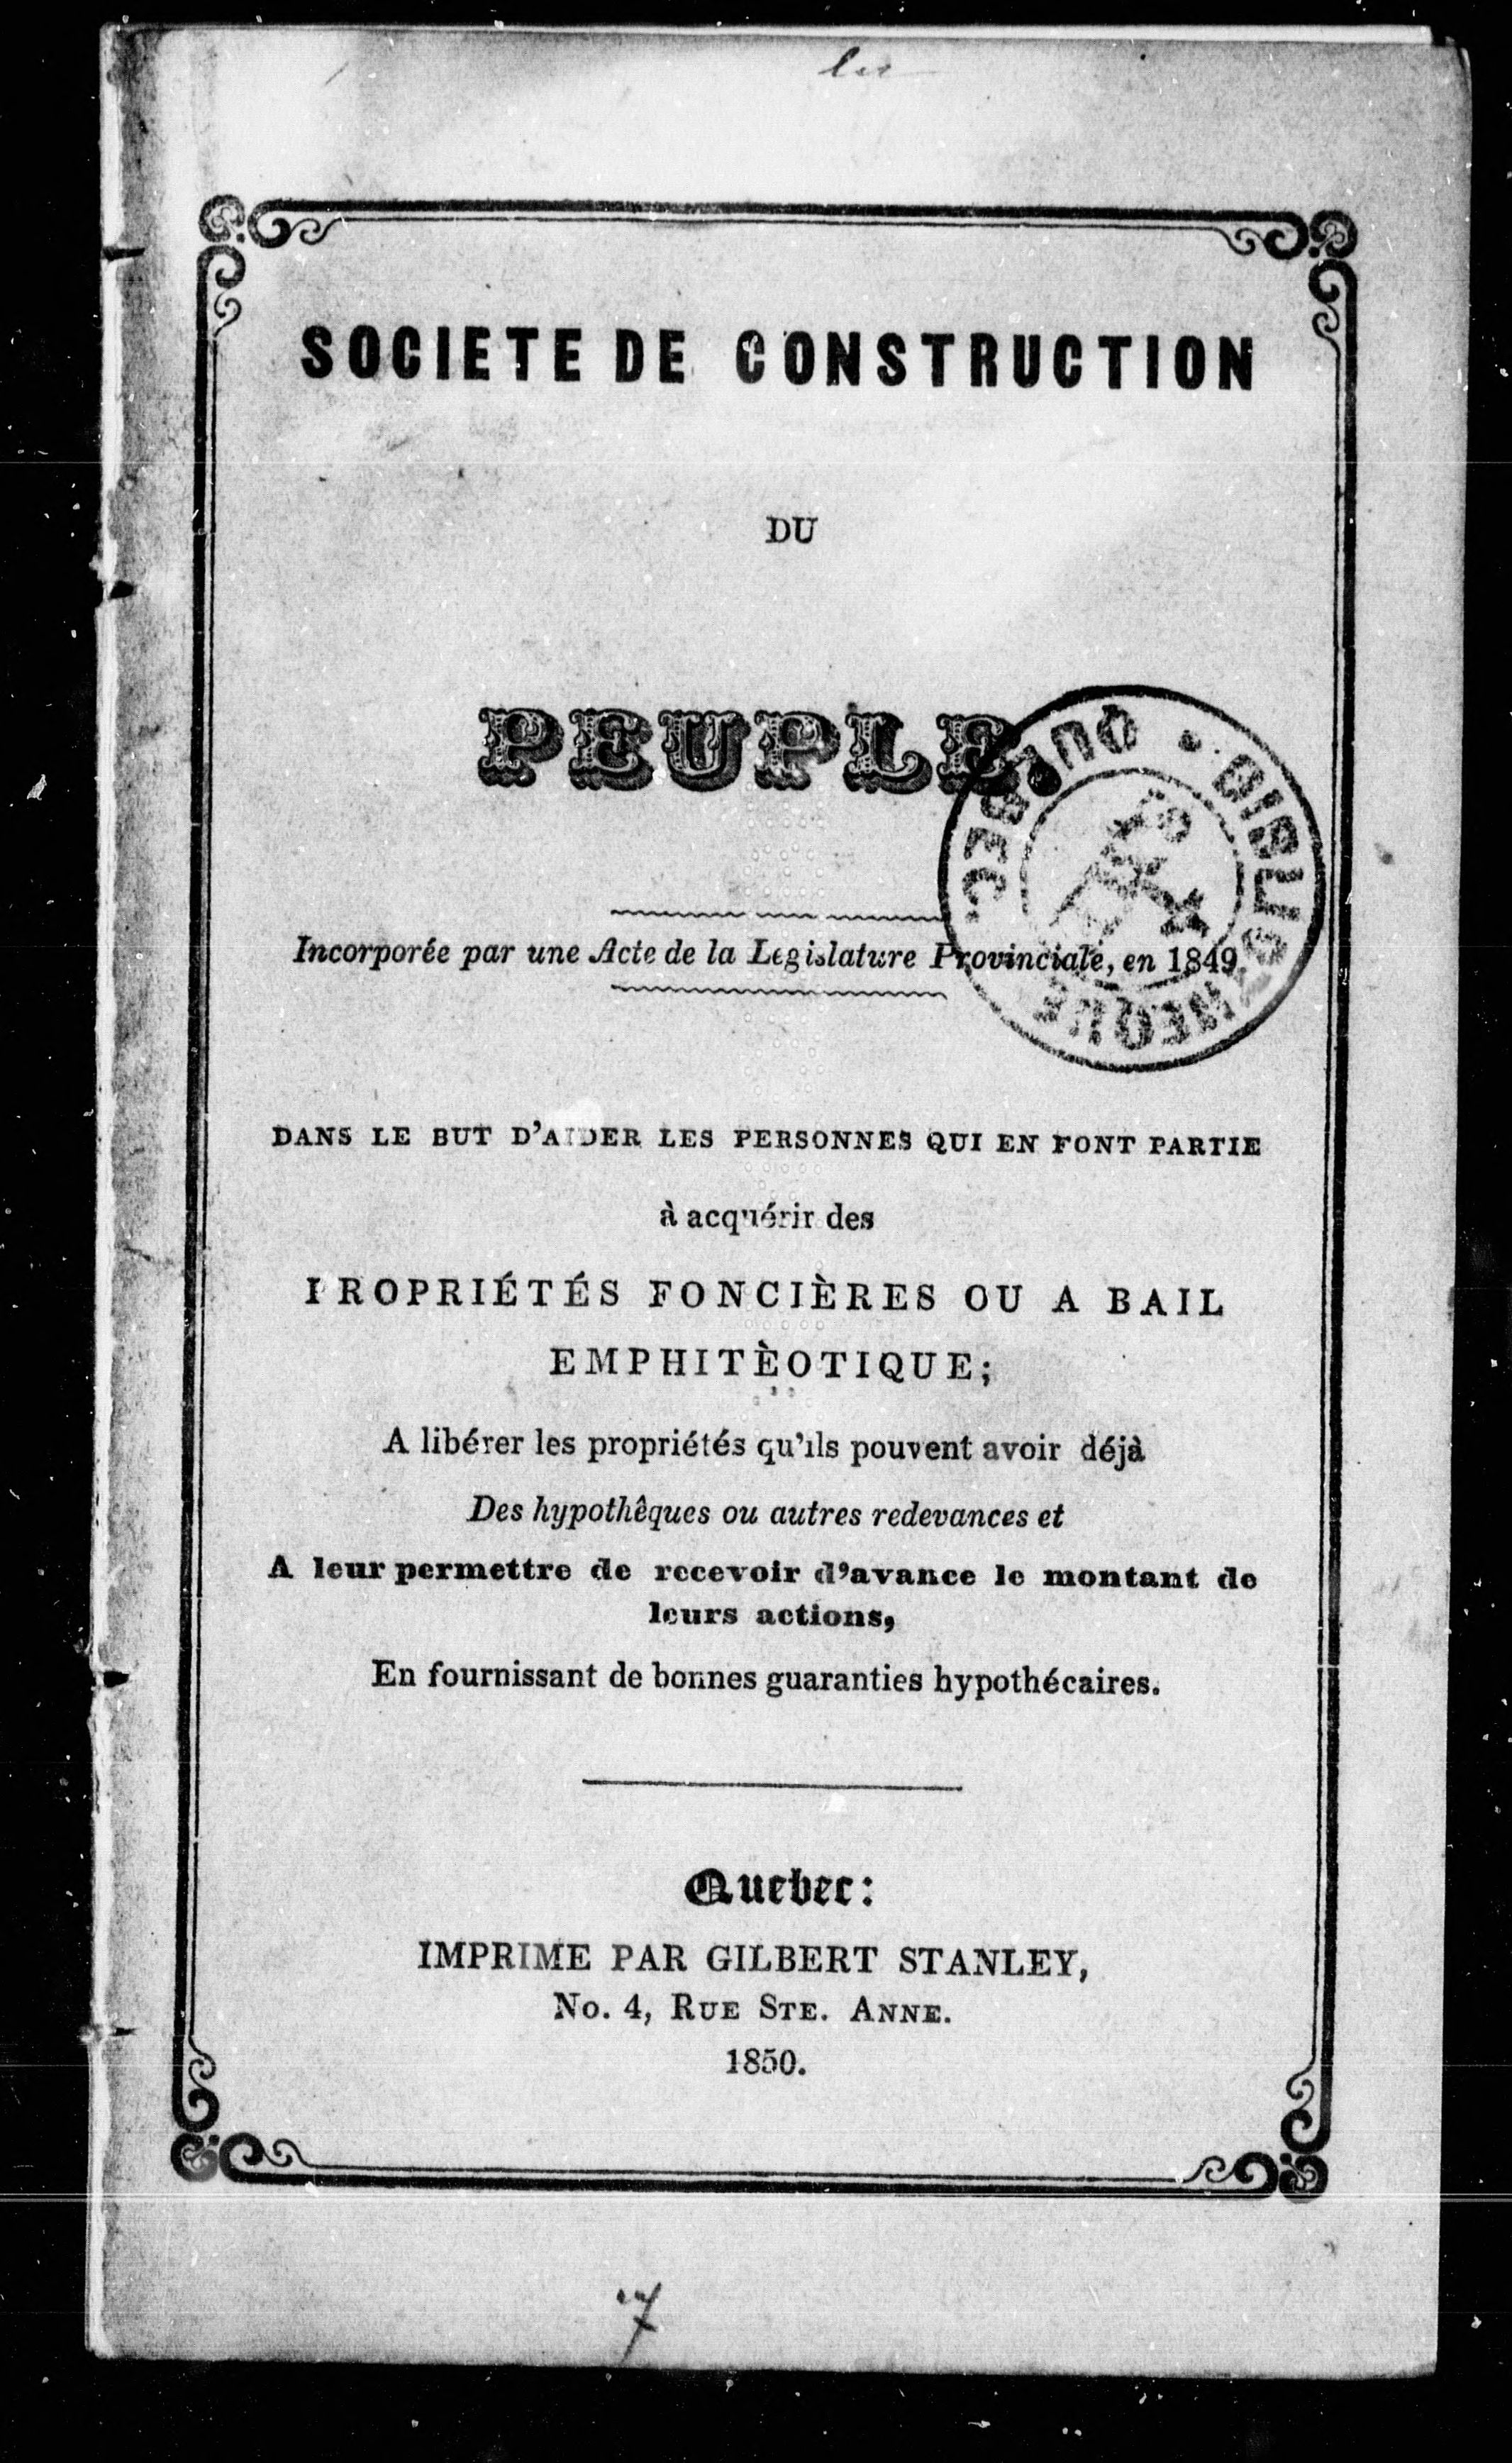 SOCIETE DE CONSTRUCTION
DU
PEUPLE.
BIBLIOTHEQUE • QUEBEC.
Incorporée par une Acte de la Legislature Provinciale, en 1849
DANS LE BUT D'AIDER LES PERSONNES QUI EN FONT PARTIE
à acquérir des
PROPRIÉTÉS FONCIÈRES OU A BAIL
EMPHITÈOTIQUE;
A libérer les propriétés qu'ils pouvent avoir déjà
Des hypothêques ou autres redevances et
A leur permettre de recevoir d'avance le montant de
leurs actions,
En fournissant de bonnes guaranties hypothécaires.
Quebec:
IMPRIME PAR GILBERT STANLEY,
No. 4, RUE STE. ANNE.
1850.
7